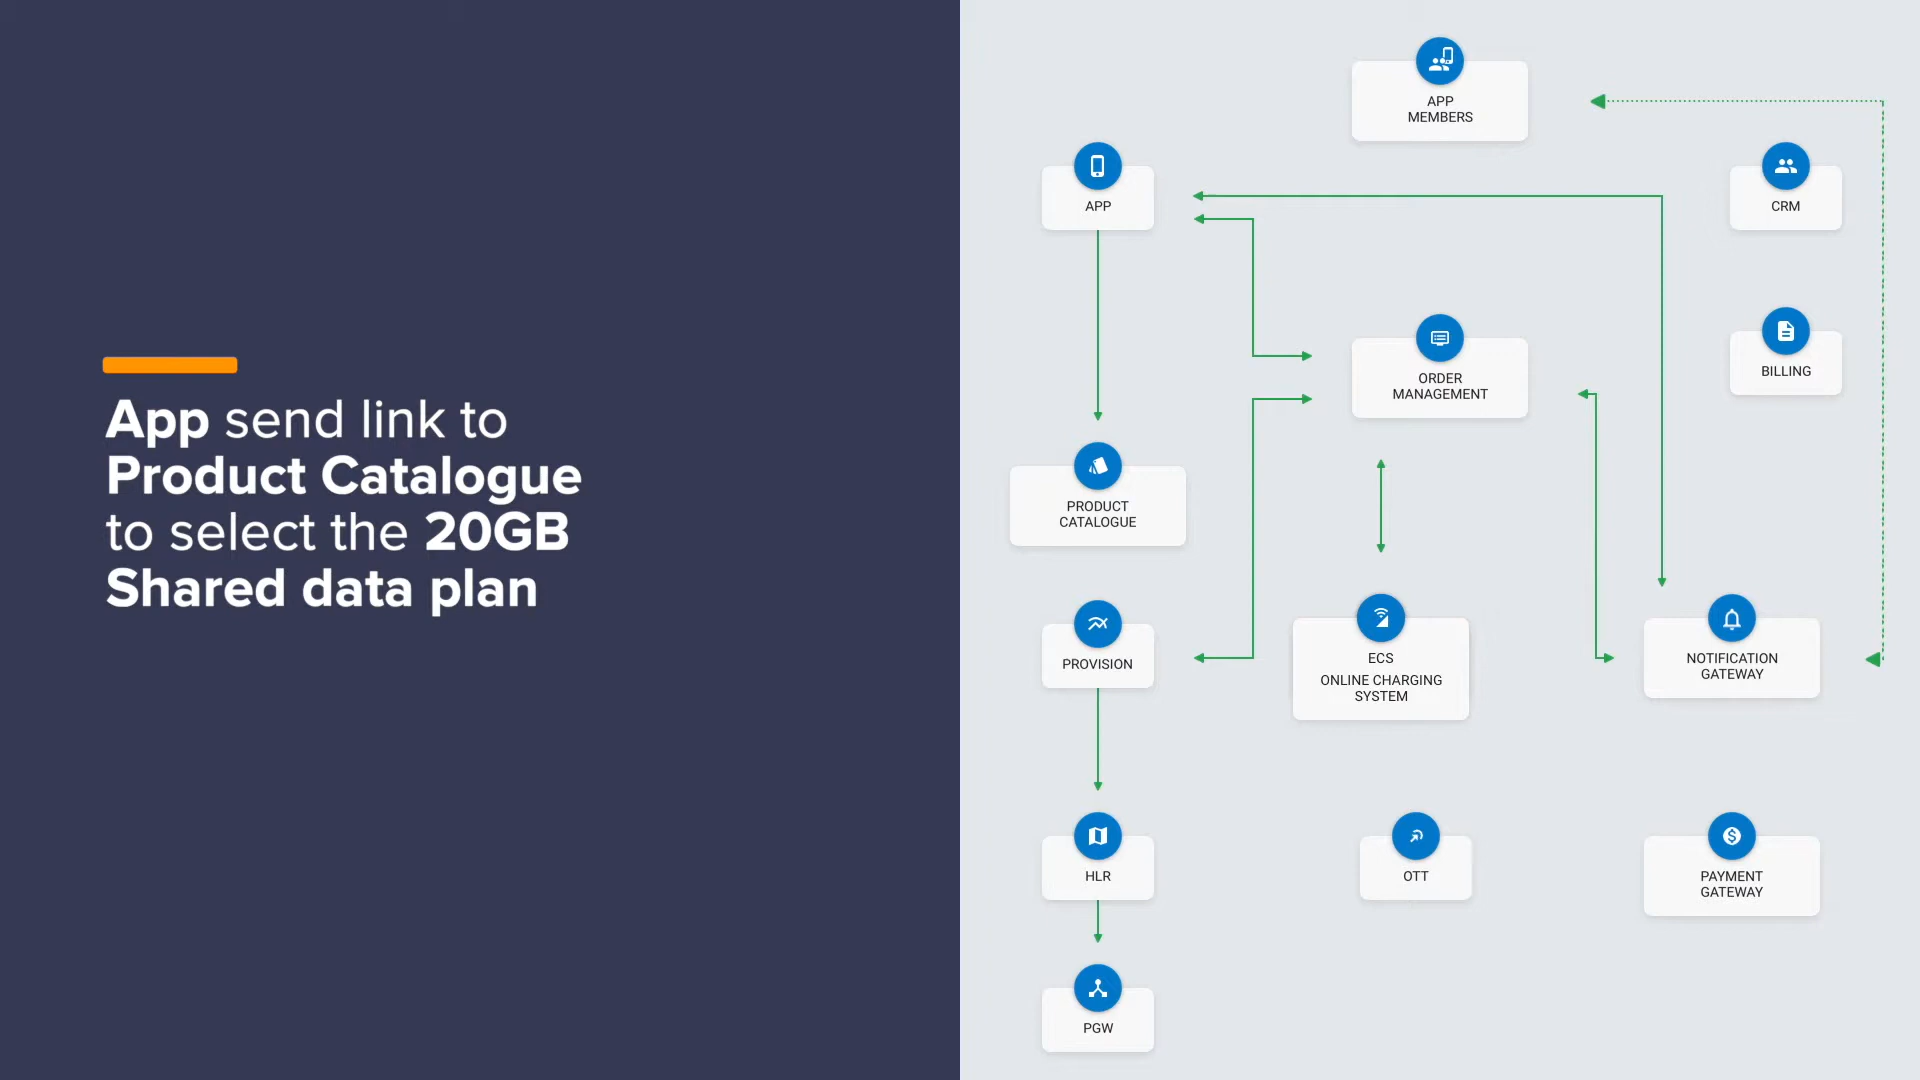 App send link to
Product Catalogue
to select the 20GB
Shared data plan
APP
MEMBERS
APP
CRM
ORDER
MANAGEMENT
BILLING
PRODUCT
CATALOGUE
PROVISION
ECS
ONLINE CHARGING
SYSTEM
NOTIFICATION
GATEWAY
HLR
OTT
PAYMENT
GATEWAY
PGW